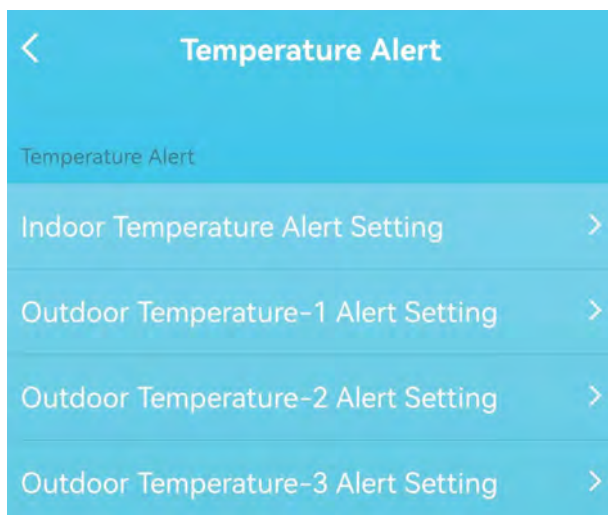 Temperature Alert
Temperature Alert
Indoor Temperature Alert Setting
Outdoor Temperature-1 Alert Setting
Outdoor Temperature-2 Alert Setting
Outdoor Temperature-3 Alert Setting